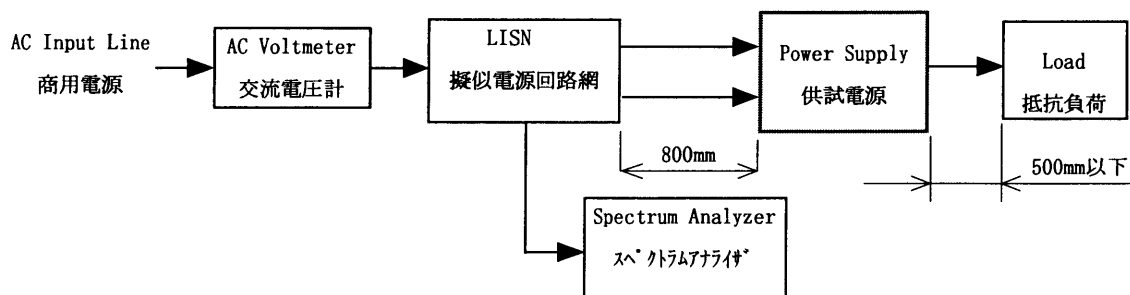 AC Input Line
商用電源
AC Voltmeter
交流電圧計
LISN
擬似電源回路網
Power Supply
供試電源
Load
抵抗負荷
800mm
500mm以下
Spectrum Analyzer
ｽﾍﾟｸﾄﾗﾑｱﾅﾗｲｻﾞ